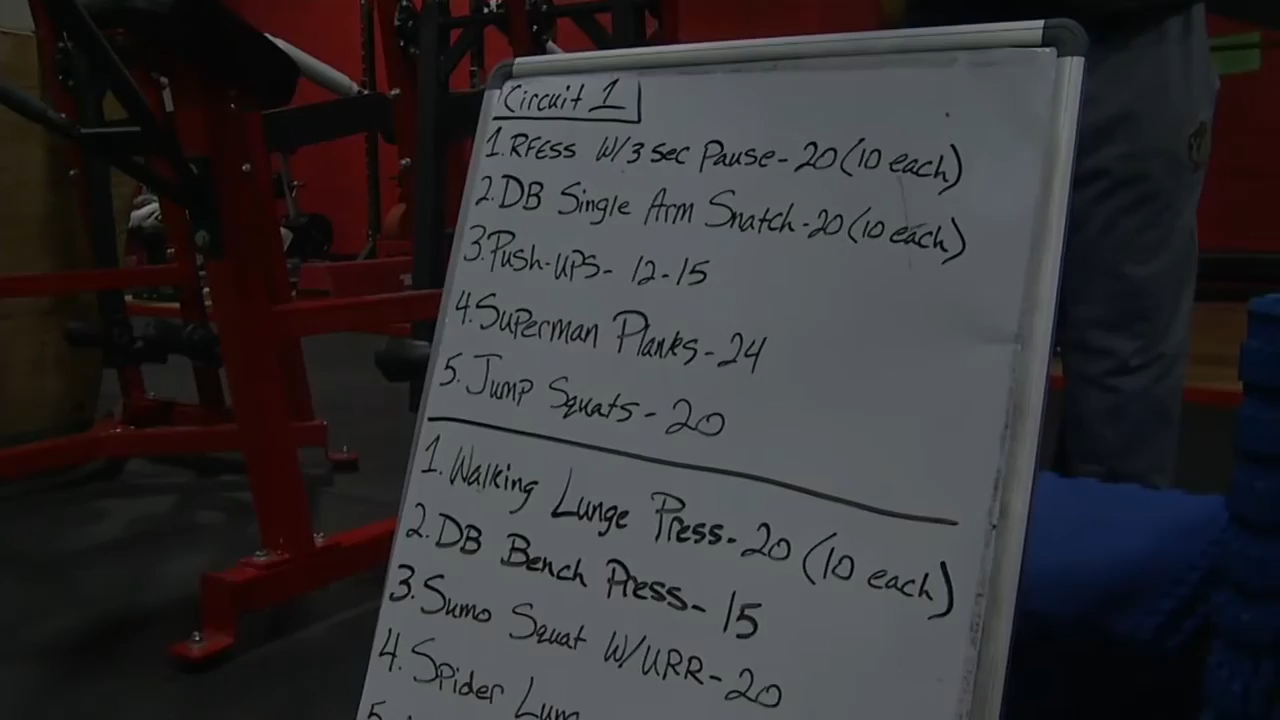 Circuit 1
1. RFESS W/3 sec Pause - 20 (10 each)
2. DB Single Arm Snatch - 20 (10 each)
3. Push-ups - 12-15
4. Superman Planks - 24
5. Jump Squats - 20
1. Walking Lunge Press - 20 (10 each)
2. DB Bench Press - 15
3. Sumo Squat W/URR - 20
4. Spider
5.